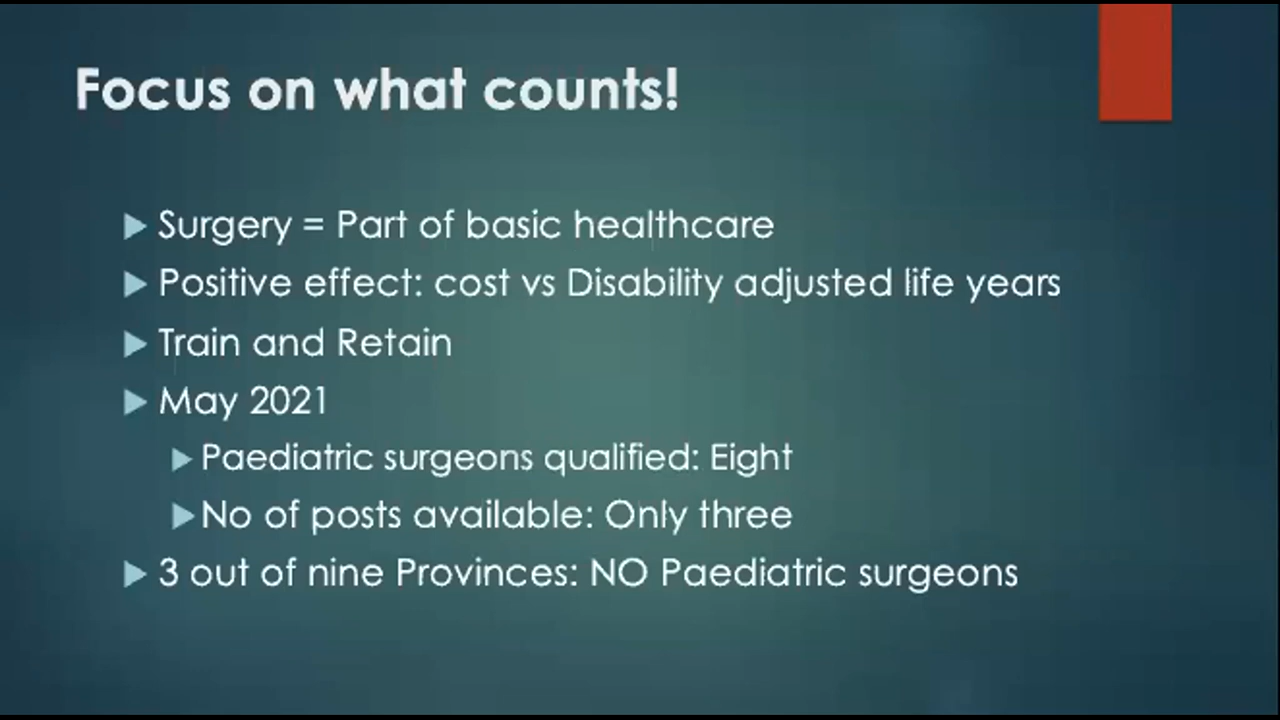 Focus on what counts!
Surgery = Part of basic healthcare
Positive effect: cost vs Disability adjusted life years
Train and Retain
May 2021
Paediatric surgeons qualified: Eight
No of posts available: Only three
3 out of nine Provinces: NO Paediatric surgeons